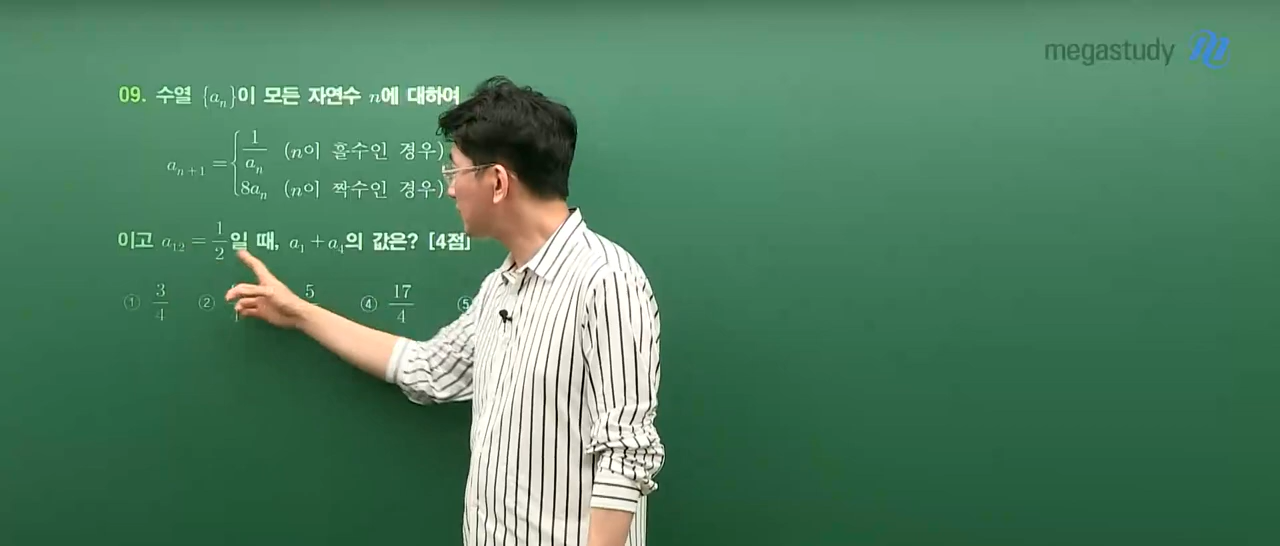 megastudy
09. 수열 {aₙ}이 모든 자연수 n에 대하여
aₙ₊₁ = { 1/aₙ (n이 홀수인 경우)
8aₙ (n이 짝수인 경우)
이고 a₁₂ = 1/2일 때, a₁ + a₄의 값은? [4점]
① 3/4 ② 5 ④ 17/4 ⑤